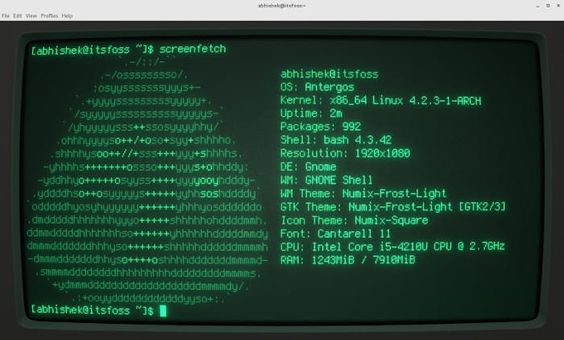 abhishek@itsfoss:~
File Edit View Profiles Help
[abhishek@itsfoss ~]$ screenfetch
abhishek@itsfoss
OS: Antergos
Kernel: x86_64 Linux 4.2.3-1-ARCH
Uptime: 2m
Packages: 992
Shell: bash 4.3.42
Resolution: 1920x1080
DE: Gnome
WM: GNOME Shell
WM Theme: Numix-Frost-Light
GTK Theme: Numix-Frost-Light [GTK2/3]
Icon Theme: Numix-Square
Font: Cantarell 11
CPU: Intel Core i5-4210U CPU @ 2.7GHz
RAM: 1243MiB / 7910MiB
[abhishek@itsfoss ~]$